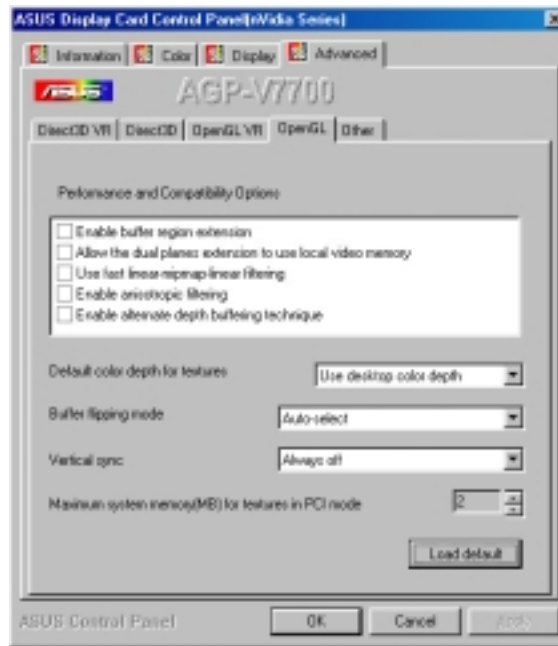 ASUS Display Card Control Panel(nVidia Series)
Information Color Display Advanced
ASUS AGP-V7700
Direct3D VR Direct3D OpenGL VR OpenGL Other
Performance and Compatibility Options
Enable buffer region extension
Allow the dual planes extension to use local video memory
Use fast linear-mipmap-linear filtering
Enable anisotropic filtering
Enable alternate depth buffering technique
Default color depth for textures Use desktop color depth
Buffer flipping mode Auto-select
Vertical sync Always off
Maximum system memory(MB) for textures in PCI mode 2
Load default
ASUS Control Panel OK Cancel Apply